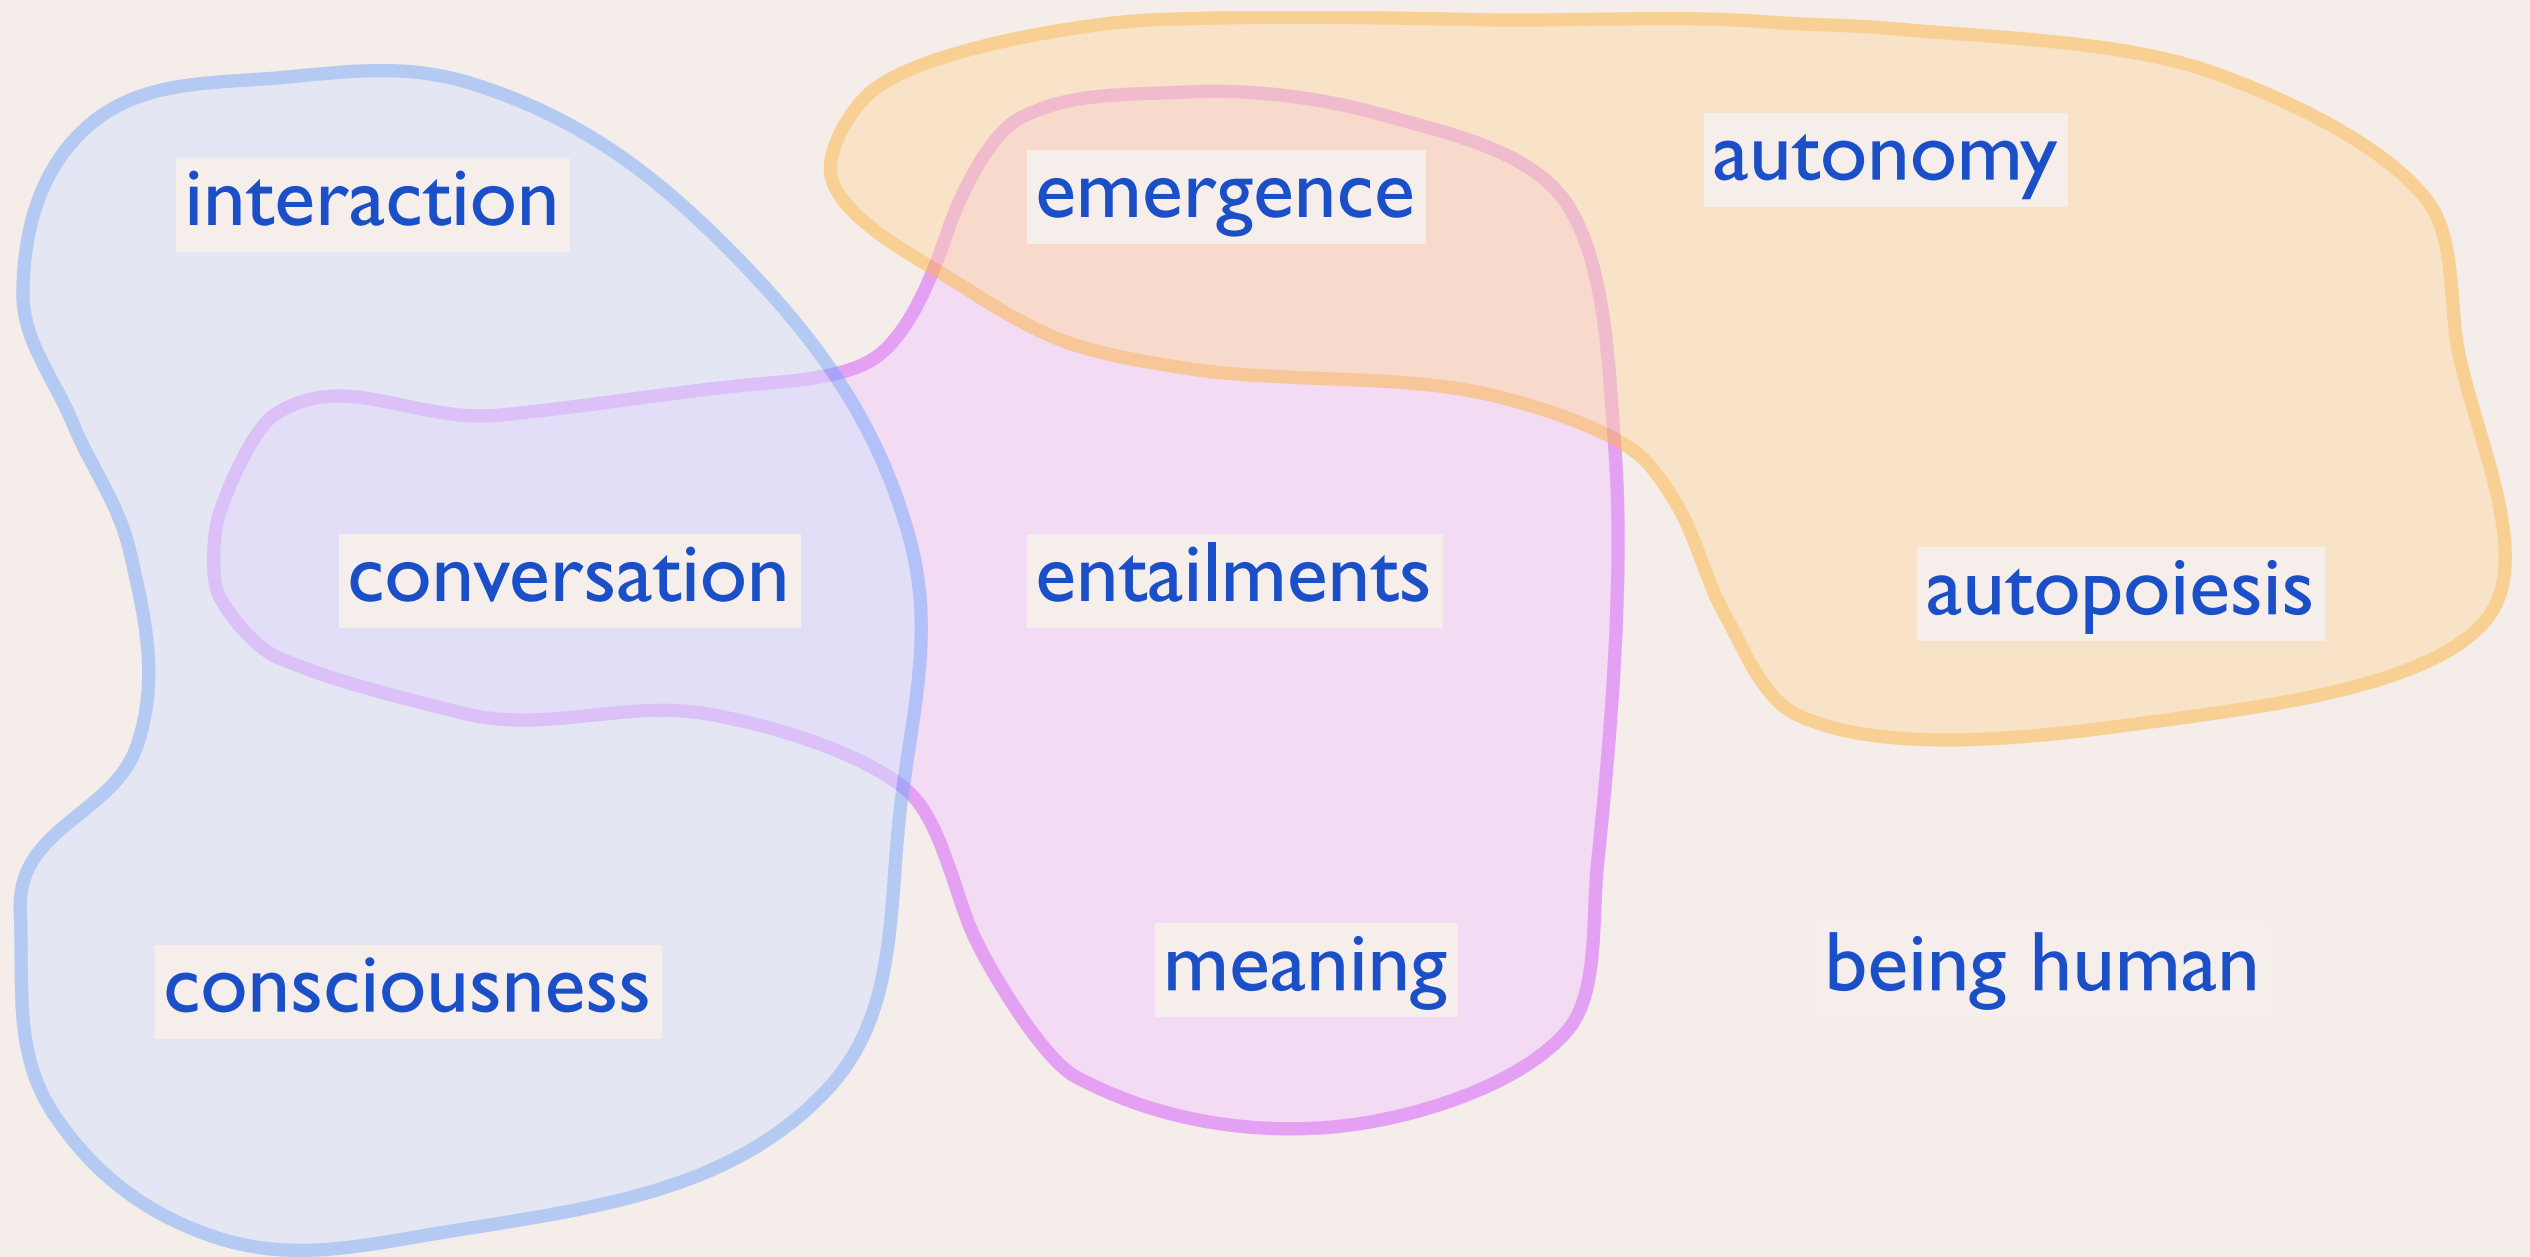 interaction
emergence
autonomy
conversation
entailments
autopoiesis
consciousness
meaning
being human